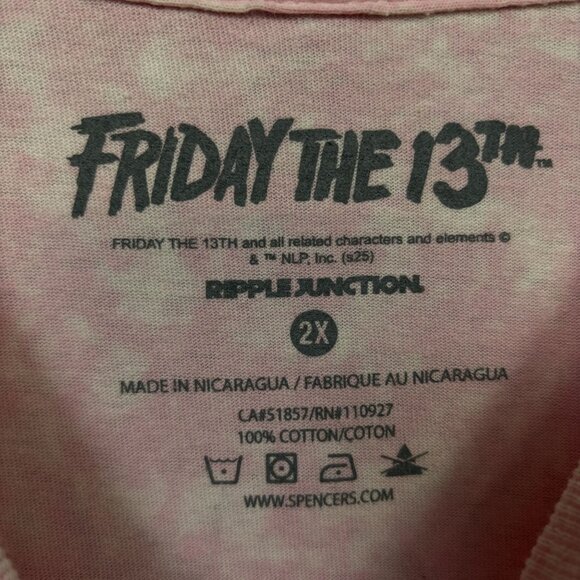 FRIDAY THE 13TH™
FRIDAY THE 13TH and all related characters and elements ©
& ™ NLP, Inc. (s25)
RIPPLE JUNCTION.
2X
MADE IN NICARAGUA / FABRIQUE AU NICARAGUA
CA#51857/RN#110927
100% COTTON/COTON
WWW.SPENCERS.COM